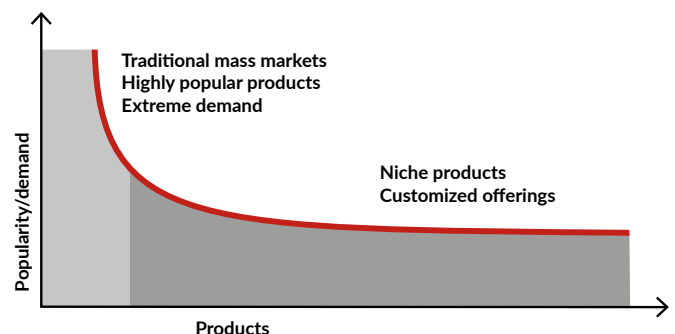 Traditional mass markets
Highly popular products
Extreme demand
Niche products
Customized offerings
Popularity/demand
Products